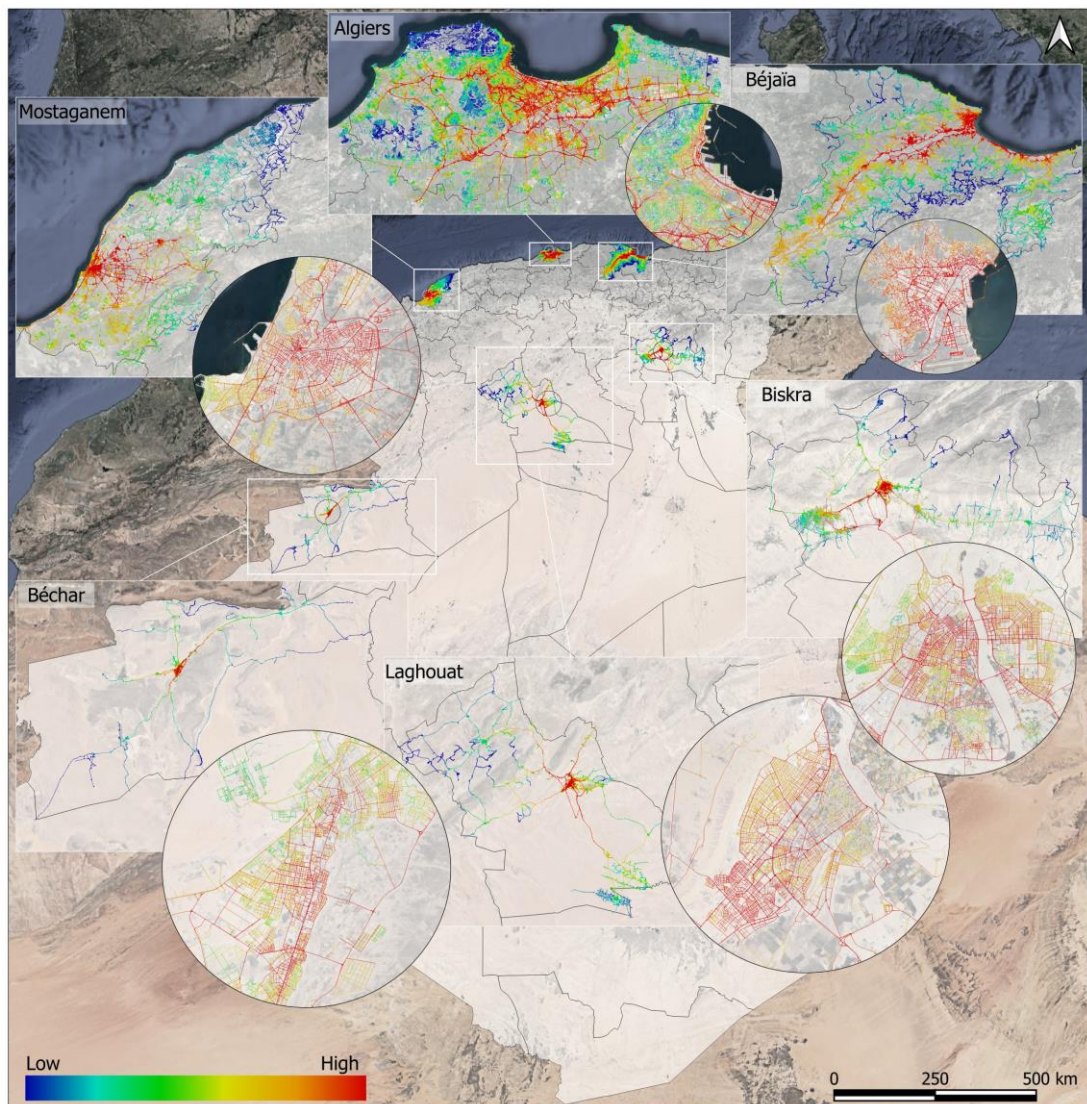 Algiers
Béjaïa
Mostaganem
Biskra
Béchar
Laghouat
Low High
0 250 500 km